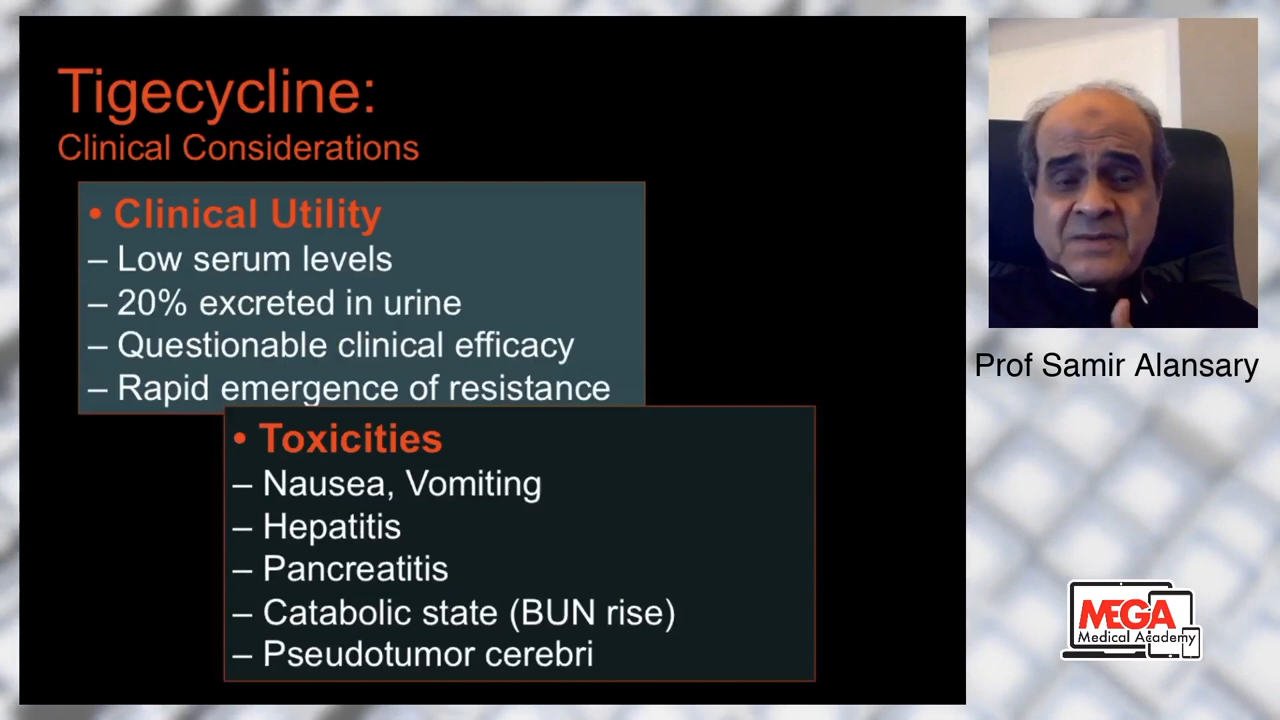 Tigecycline:
Clinical Considerations
• Clinical Utility
– Low serum levels
– 20% excreted in urine
– Questionable clinical efficacy
– Rapid emergence of resistance
• Toxicities
– Nausea, Vomiting
– Hepatitis
– Pancreatitis
– Catabolic state (BUN rise)
– Pseudotumor cerebri
Prof Samir Alansary
MEGA
Medical Academy